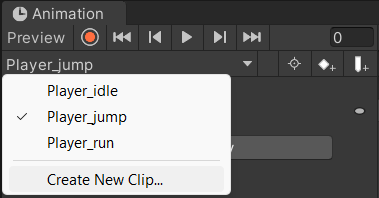 Animation
Preview 0
Player_jump
Player_idle
Player_jump
Player_run
Create New Clip...